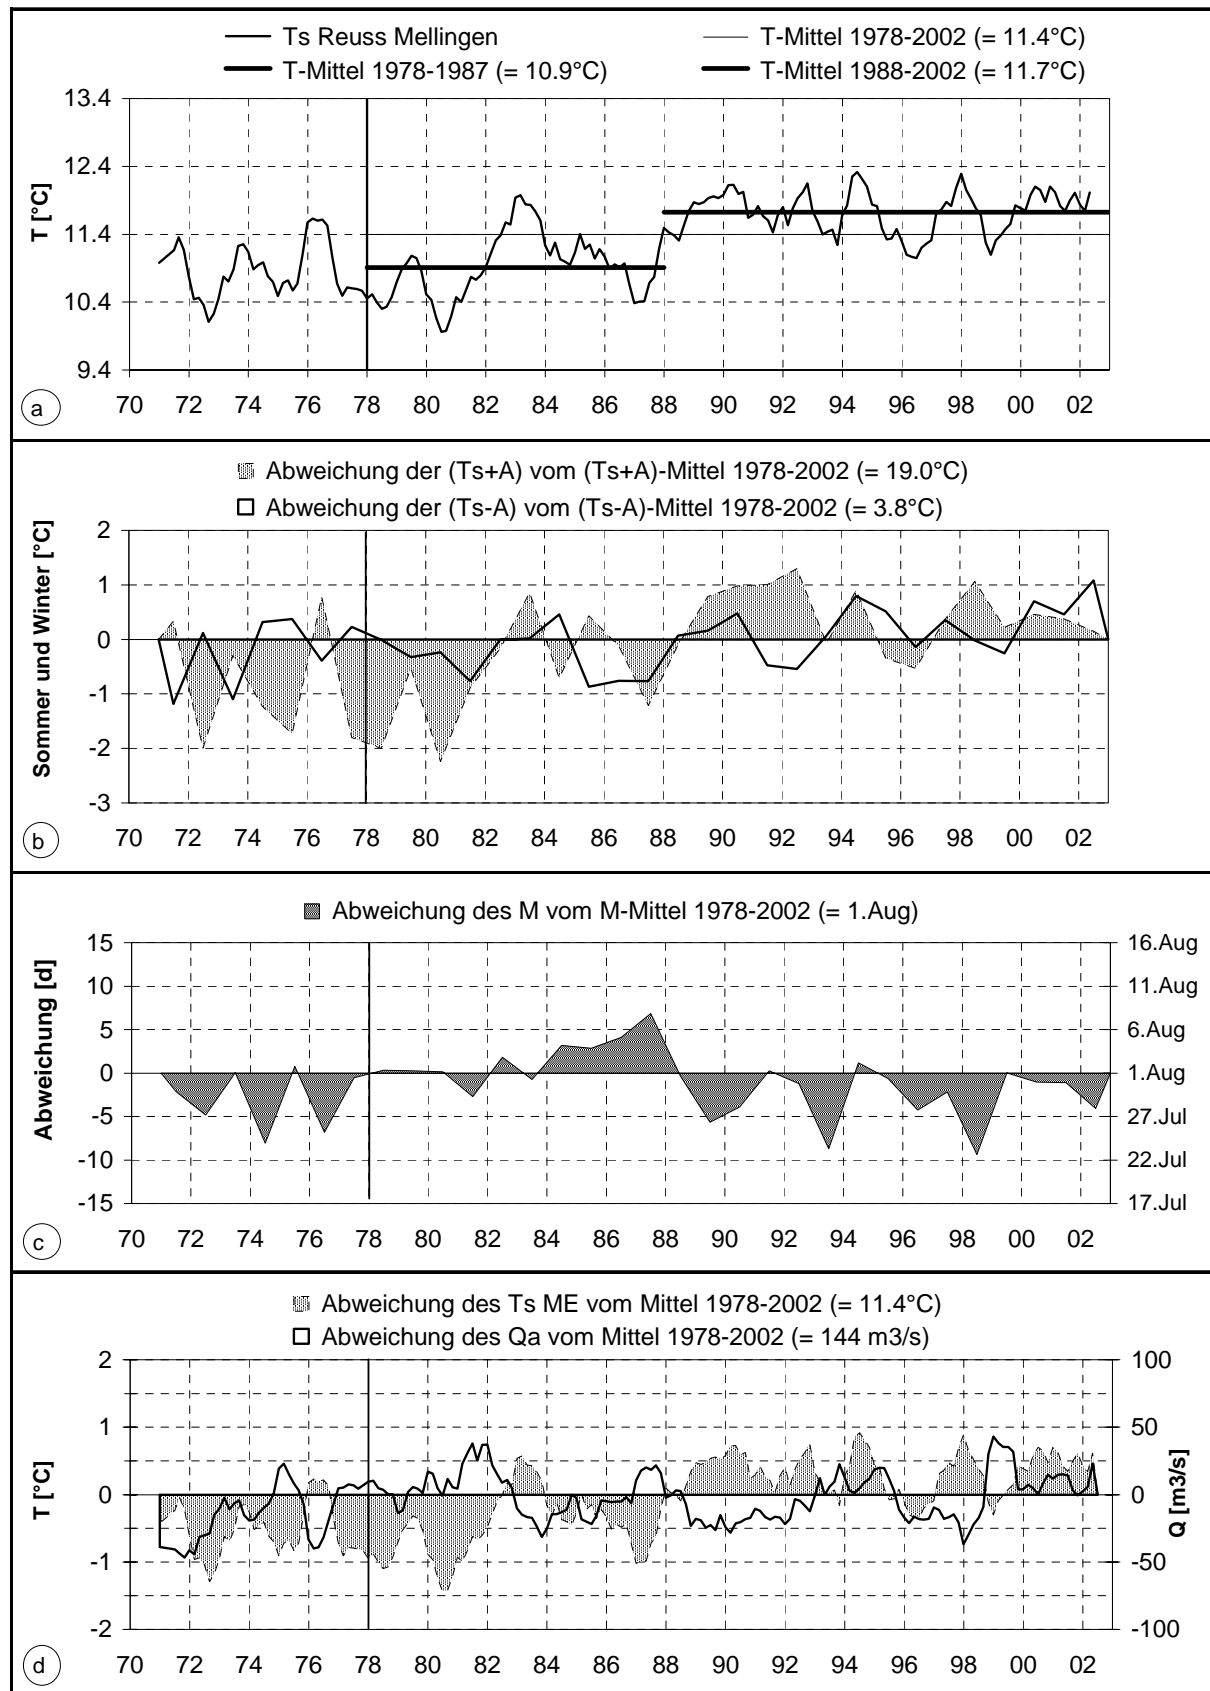 Ts Reuss Mellingen
T-Mittel 1978-2002 (= 11.4°C)
T-Mittel 1978-1987 (= 10.9°C)
T-Mittel 1988-2002 (= 11.7°C)
T [°C]
13.4
12.4
11.4
10.4
9.4
70 72 74 76 78 80 82 84 86 88 90 92 94 96 98 00 02
a
Abweichung der (Ts+A) vom (Ts+A)-Mittel 1978-2002 (= 19.0°C)
Abweichung der (Ts-A) vom (Ts-A)-Mittel 1978-2002 (= 3.8°C)
Sommer und Winter [°C]
2
1
0
-1
-2
-3
70 72 74 76 78 80 82 84 86 88 90 92 94 96 98 00 02
b
Abweichung des M vom M-Mittel 1978-2002 (= 1.Aug)
Abweichung [d]
15 16.Aug
10 11.Aug
5 6.Aug
0 1.Aug
-5 27.Jul
-10 22.Jul
-15 17.Jul
70 72 74 76 78 80 82 84 86 88 90 92 94 96 98 00 02
c
Abweichung des Ts ME vom Mittel 1978-2002 (= 11.4°C)
Abweichung des Qa vom Mittel 1978-2002 (= 144 m3/s)
T [°C]
Q [m3/s]
2 100
1 50
0 0
-1 -50
-2 -100
70 72 74 76 78 80 82 84 86 88 90 92 94 96 98 00 02
d